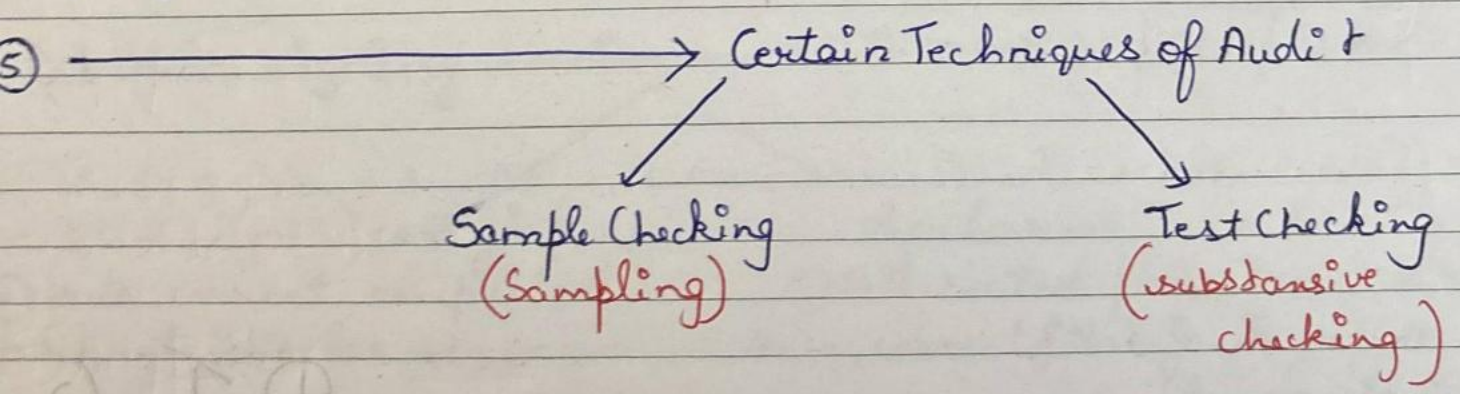 5 → Certain Techniques of Audit
Sample Checking
(Sampling)
Test Checking
(substansive
checking)